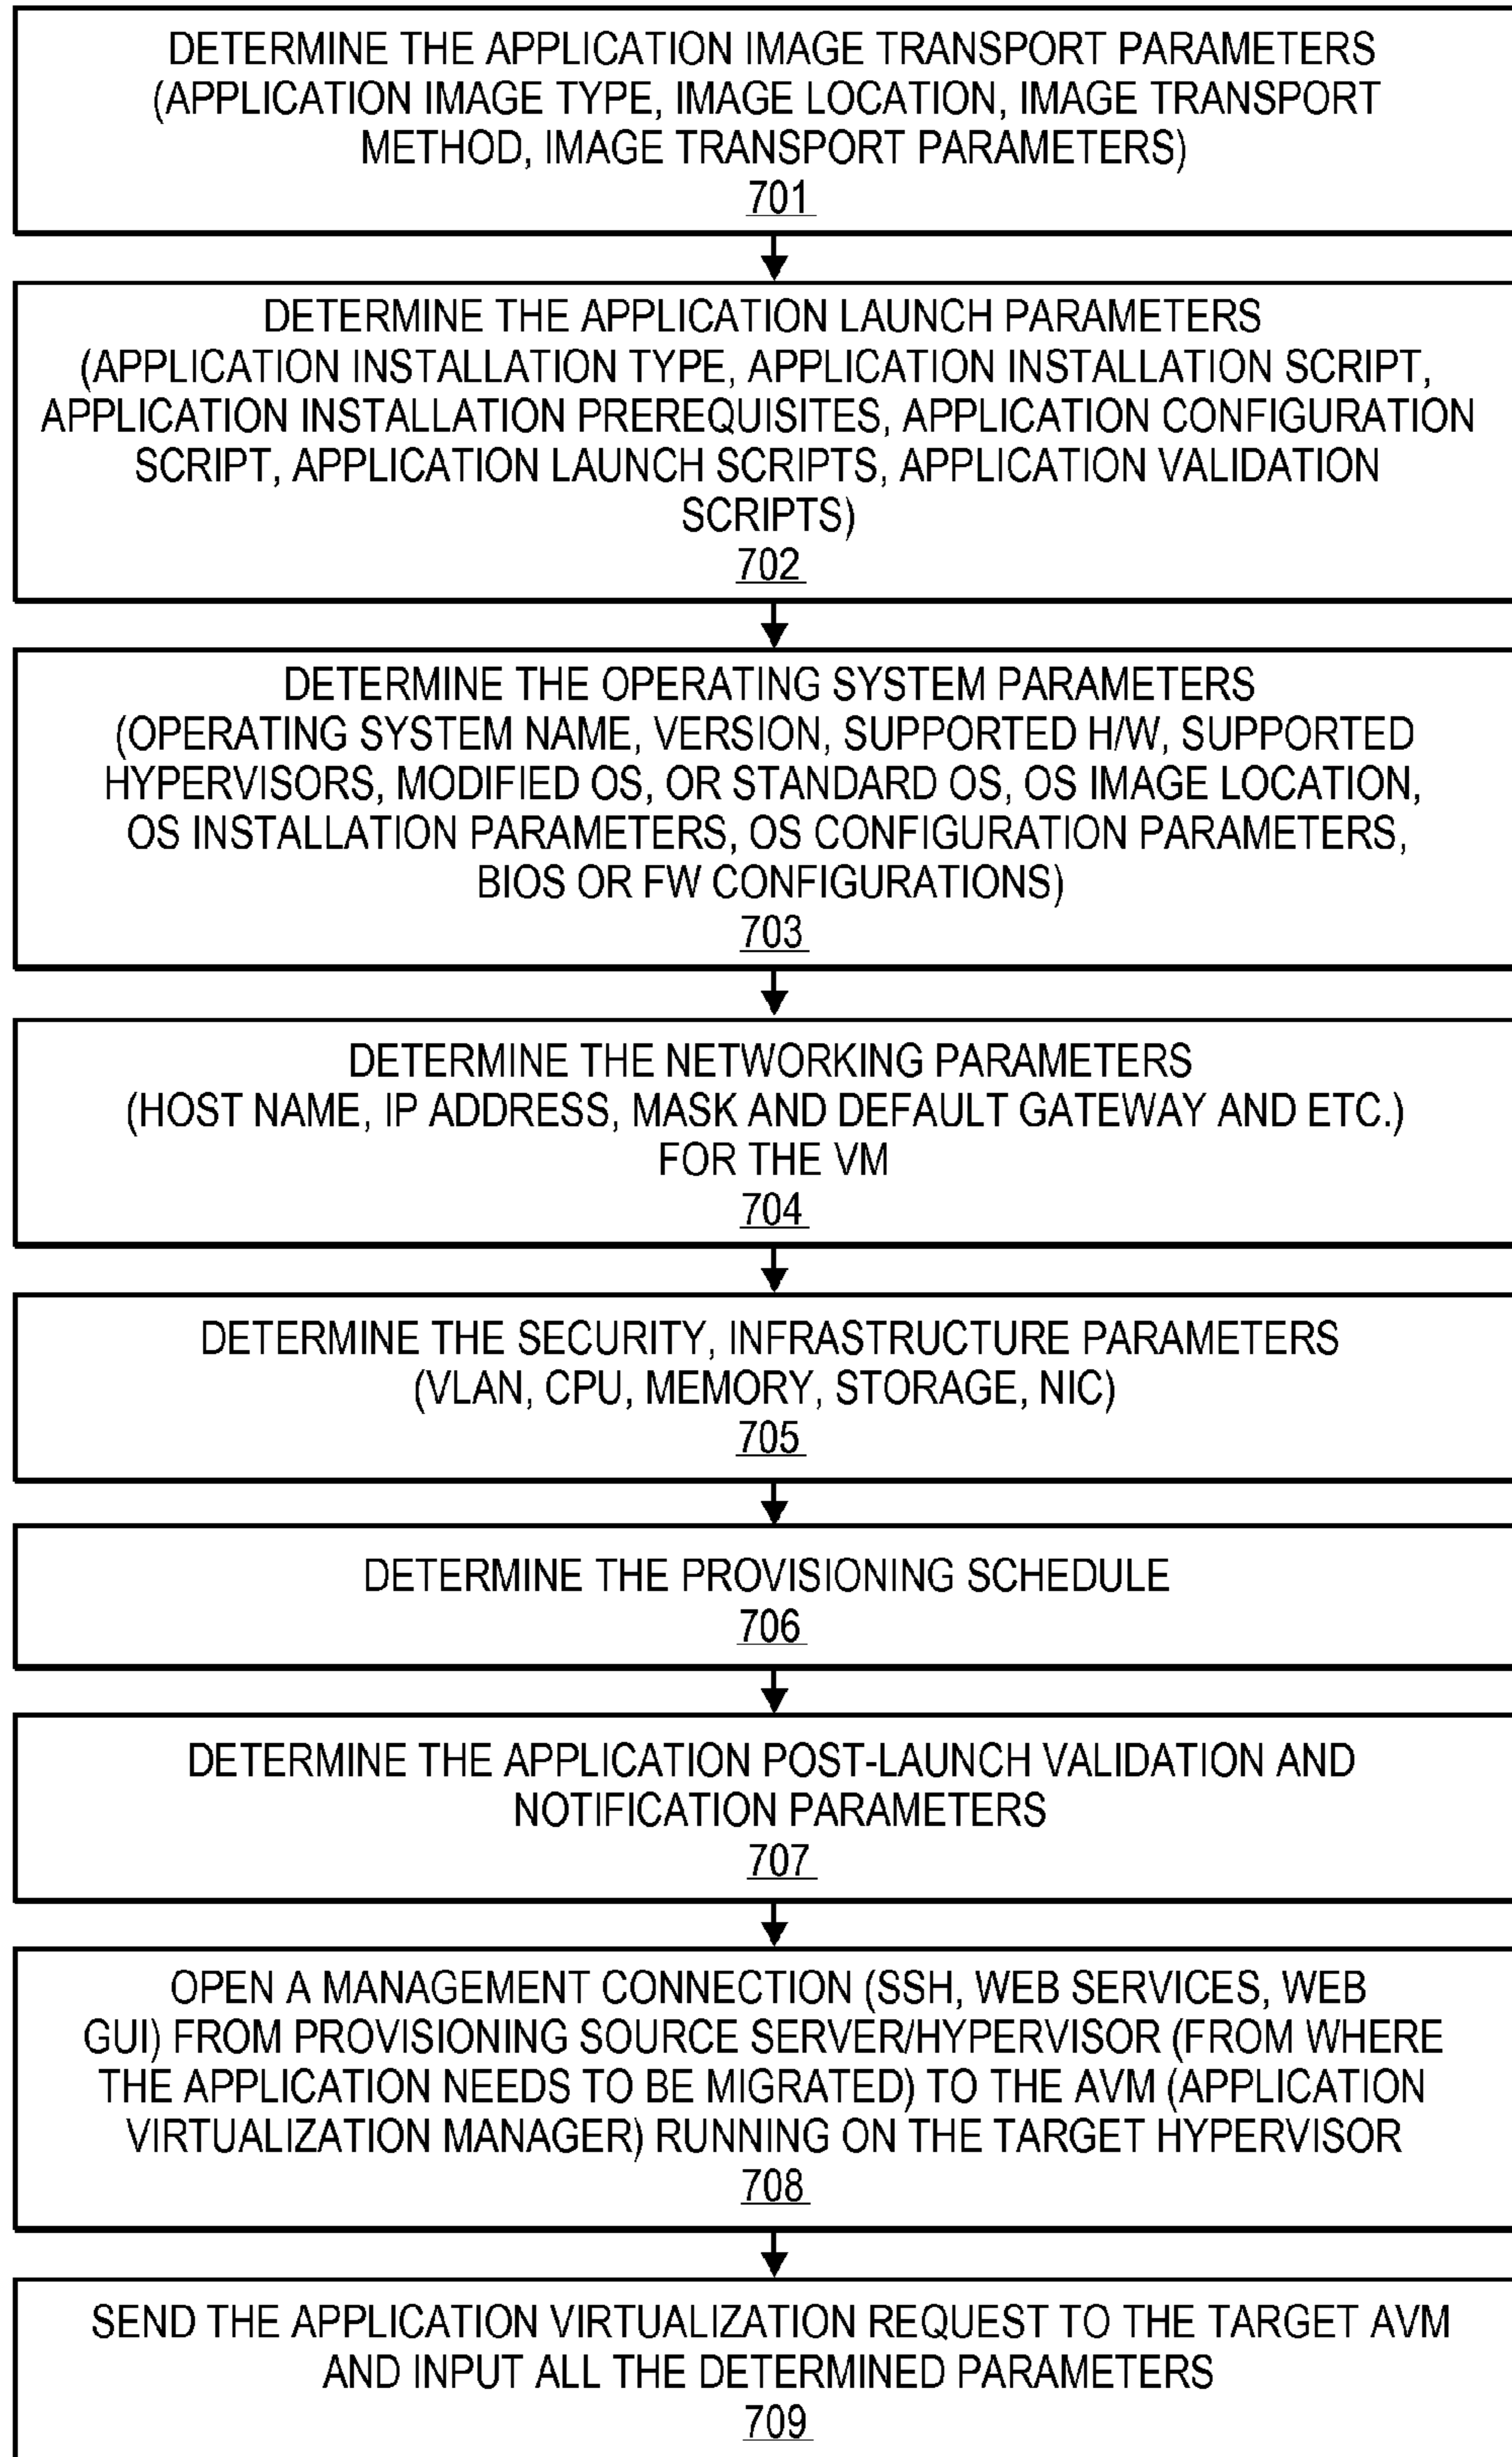 DETERMINE THE APPLICATION IMAGE TRANSPORT PARAMETERS
(APPLICATION IMAGE TYPE, IMAGE LOCATION, IMAGE TRANSPORT
METHOD, IMAGE TRANSPORT PARAMETERS)
701
DETERMINE THE APPLICATION LAUNCH PARAMETERS
(APPLICATION INSTALLATION TYPE, APPLICATION INSTALLATION SCRIPT,
APPLICATION INSTALLATION PREREQUISITES, APPLICATION CONFIGURATION
SCRIPT, APPLICATION LAUNCH SCRIPTS, APPLICATION VALIDATION
SCRIPTS)
702
DETERMINE THE OPERATING SYSTEM PARAMETERS
(OPERATING SYSTEM NAME, VERSION, SUPPORTED H/W, SUPPORTED
HYPERVISORS, MODIFIED OS, OR STANDARD OS, OS IMAGE LOCATION,
OS INSTALLATION PARAMETERS, OS CONFIGURATION PARAMETERS,
BIOS OR FW CONFIGURATIONS)
703
DETERMINE THE NETWORKING PARAMETERS
(HOST NAME, IP ADDRESS, MASK AND DEFAULT GATEWAY AND ETC.)
FOR THE VM
704
DETERMINE THE SECURITY, INFRASTRUCTURE PARAMETERS
(VLAN, CPU, MEMORY, STORAGE, NIC)
705
DETERMINE THE PROVISIONING SCHEDULE
706
DETERMINE THE APPLICATION POST-LAUNCH VALIDATION AND
NOTIFICATION PARAMETERS
707
OPEN A MANAGEMENT CONNECTION (SSH, WEB SERVICES, WEB
GUI) FROM PROVISIONING SOURCE SERVER/HYPERVISOR (FROM WHERE
THE APPLICATION NEEDS TO BE MIGRATED) TO THE AVM (APPLICATION
VIRTUALIZATION MANAGER) RUNNING ON THE TARGET HYPERVISOR
708
SEND THE APPLICATION VIRTUALIZATION REQUEST TO THE TARGET AVM
AND INPUT ALL THE DETERMINED PARAMETERS
709